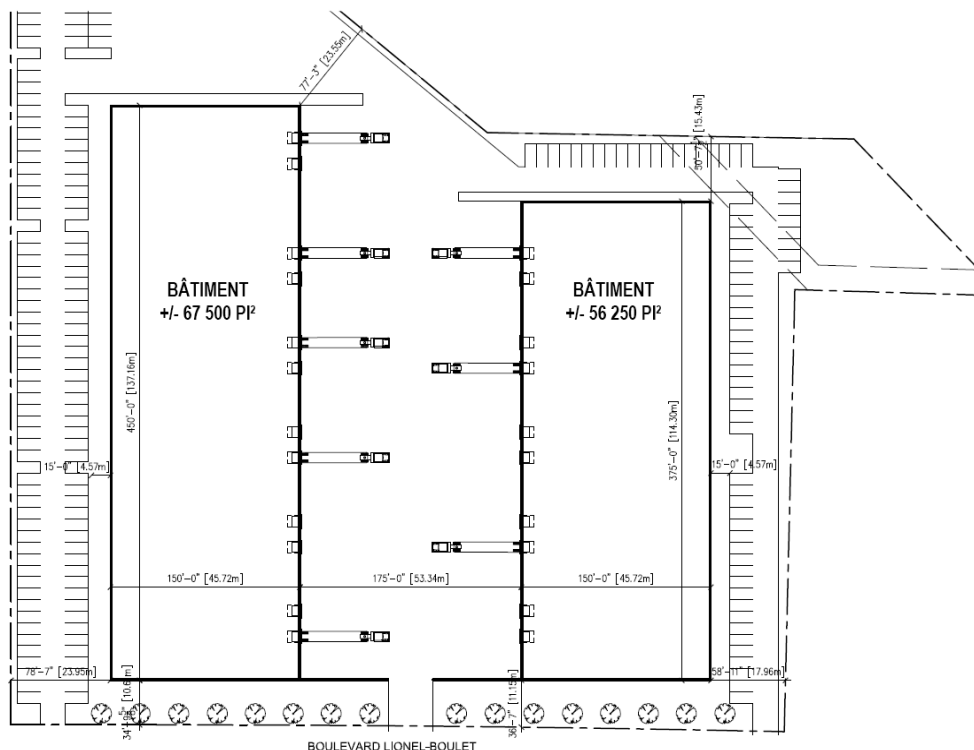 77'-3" [23.55m]
50'-7" [15.43m]
BÂTIMENT
+/- 67 500 PI²
BÂTIMENT
+/- 56 250 PI²
450'-0" [137.16m]
375'-0" [114.30m]
15'-0" [4.57m]
15'-0" [4.57m]
150'-0" [45.72m]
175'-0" [53.34m]
150'-0" [45.72m]
78'-7" [23.95m]
58'-11" [17.96m]
36'-7" [11.15m]
BOULEVARD LIONEL-BOULET